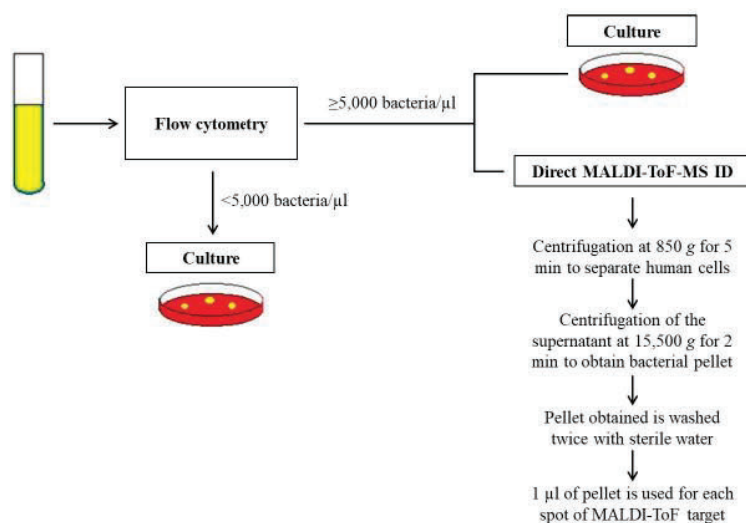 Culture
Flow cytometry
≥5,000 bacteria/µl
Direct MALDI-ToF-MS ID
<5,000 bacteria/µl
Culture
Centrifugation at 850 g for 5
min to separate human cells
Centrifugation of the
supernatant at 15,500 g for 2
min to obtain bacterial pellet
Pellet obtained is washed
twice with sterile water
1 µl of pellet is used for each
spot of MALDI-ToF target